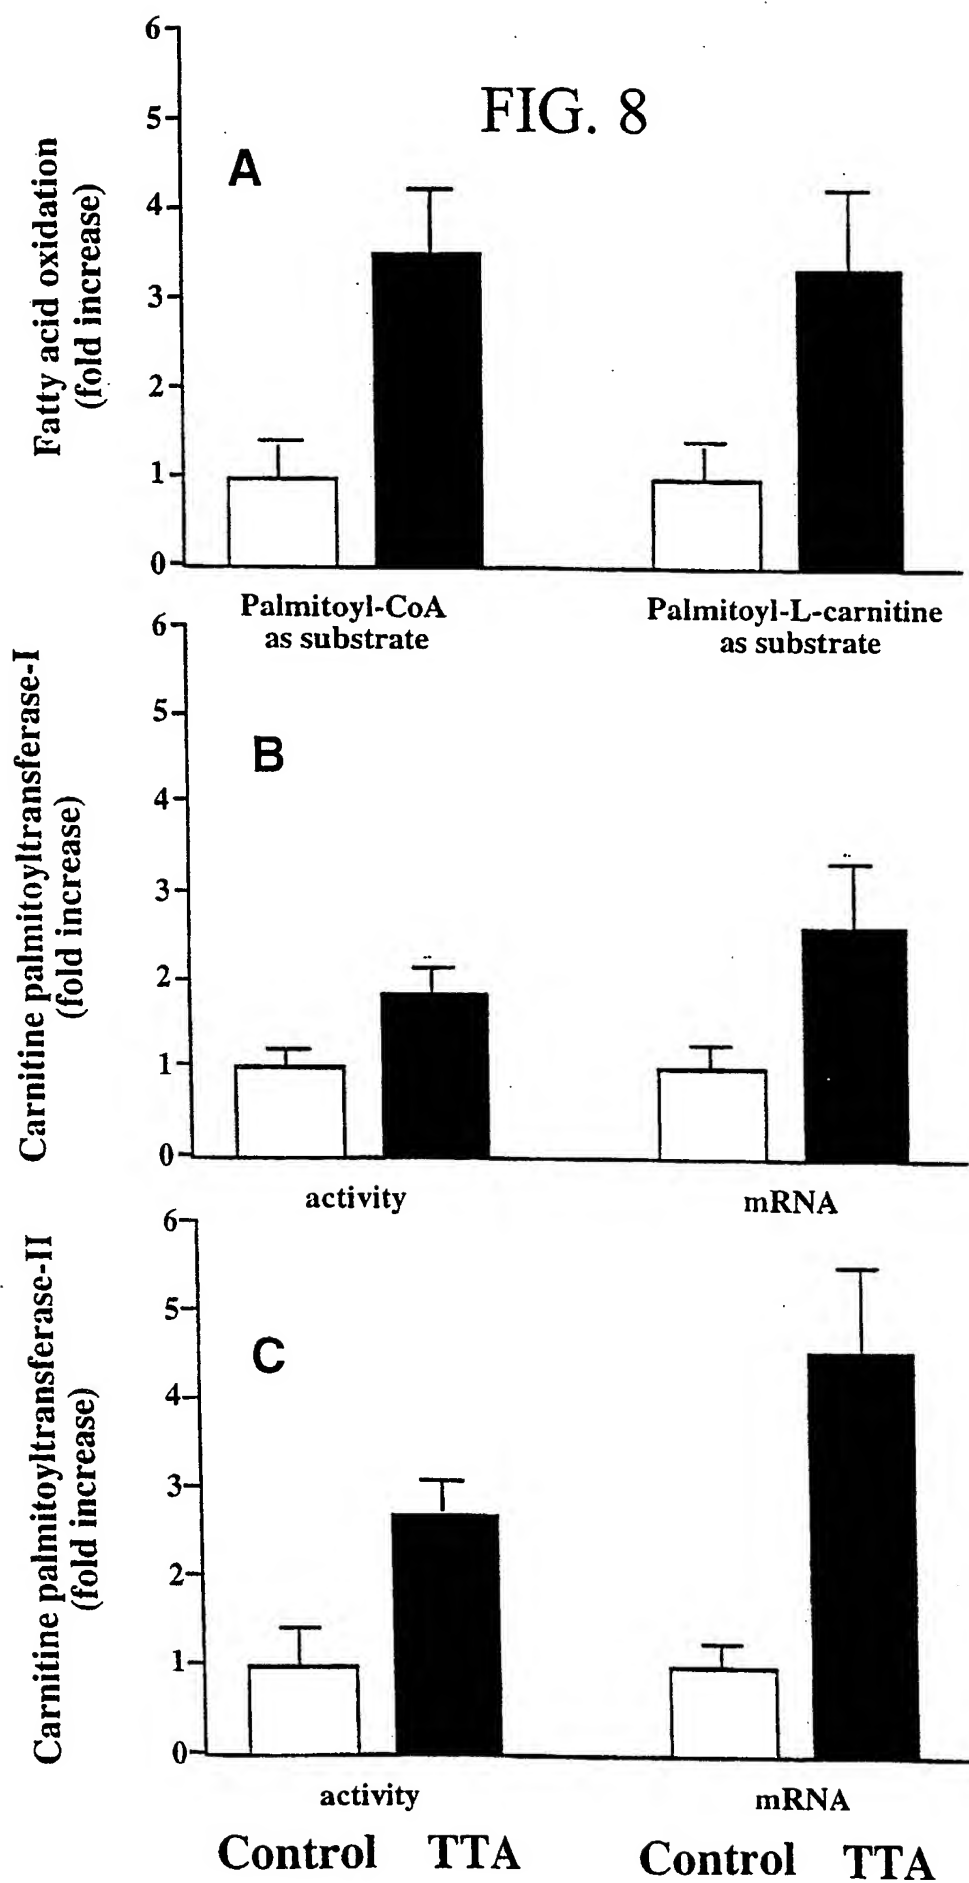 FIG. 8
A
Fatty acid oxidation
(fold increase)
6
5
4
3
2
1
0
Palmitoyl-CoA
as substrate
Palmitoyl-L-carnitine
as substrate
B
Carnitine palmitoyltransferase-I
(fold increase)
6
5
4
3
2
1
0
activity
mRNA
C
Carnitine palmitoyltransferase-II
(fold increase)
6
5
4
3
2
1
0
activity
mRNA
Control TTA
Control TTA